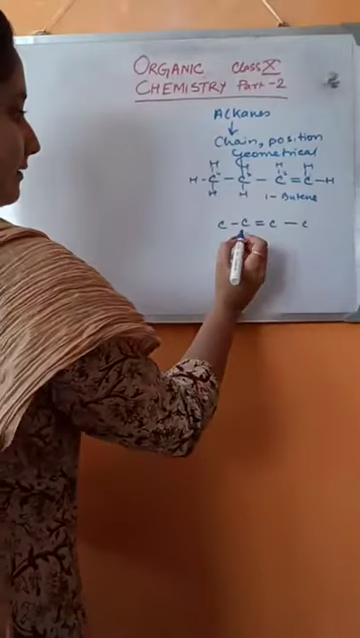 ORGANIC Class X
CHEMISTRY Part-2
Alkanes
↓
Chain, position
Geometrical
H H H H
H-C-C-C=C-H
H H
1-Butene
C-C=C-C